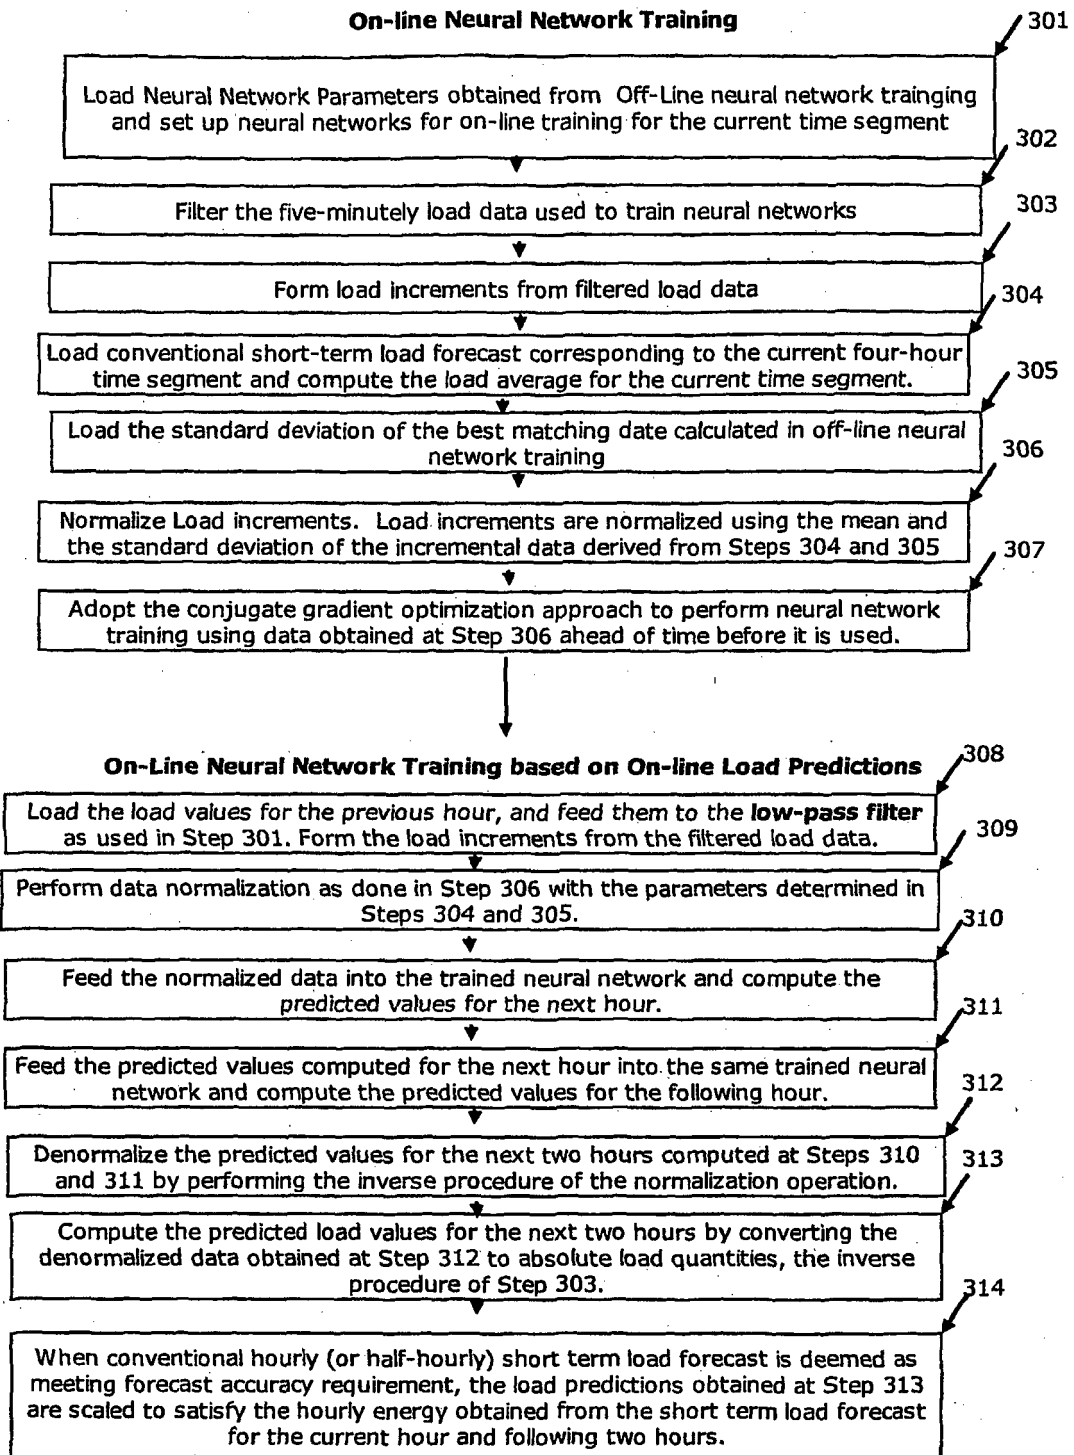 On-line Neural Network Training
301
Load Neural Network Parameters obtained from Off-Line neural network trainging
and set up neural networks for on-line training for the current time segment
302
Filter the five-minutely load data used to train neural networks
303
Form load increments from filtered load data
304
Load conventional short-term load forecast corresponding to the current four-hour
time segment and compute the load average for the current time segment.
305
Load the standard deviation of the best matching date calculated in off-line neural
network training
306
Normalize Load increments. Load increments are normalized using the mean and
the standard deviation of the incremental data derived from Steps 304 and 305
307
Adopt the conjugate gradient optimization approach to perform neural network
training using data obtained at Step 306 ahead of time before it is used.
On-Line Neural Network Training based on On-line Load Predictions
308
Load the load values for the previous hour, and feed them to the low-pass filter
as used in Step 301. Form the load increments from the filtered load data.
309
Perform data normalization as done in Step 306 with the parameters determined in
Steps 304 and 305.
310
Feed the normalized data into the trained neural network and compute the
predicted values for the next hour.
311
Feed the predicted values computed for the next hour into the same trained neural
network and compute the predicted values for the following hour.
312
Denormalize the predicted values for the next two hours computed at Steps 310
and 311 by performing the inverse procedure of the normalization operation.
313
Compute the predicted load values for the next two hours by converting the
denormalized data obtained at Step 312 to absolute load quantities, the inverse
procedure of Step 303.
314
When conventional hourly (or half-hourly) short term load forecast is deemed as
meeting forecast accuracy requirement, the load predictions obtained at Step 313
are scaled to satisfy the hourly energy obtained from the short term load forecast
for the current hour and following two hours.